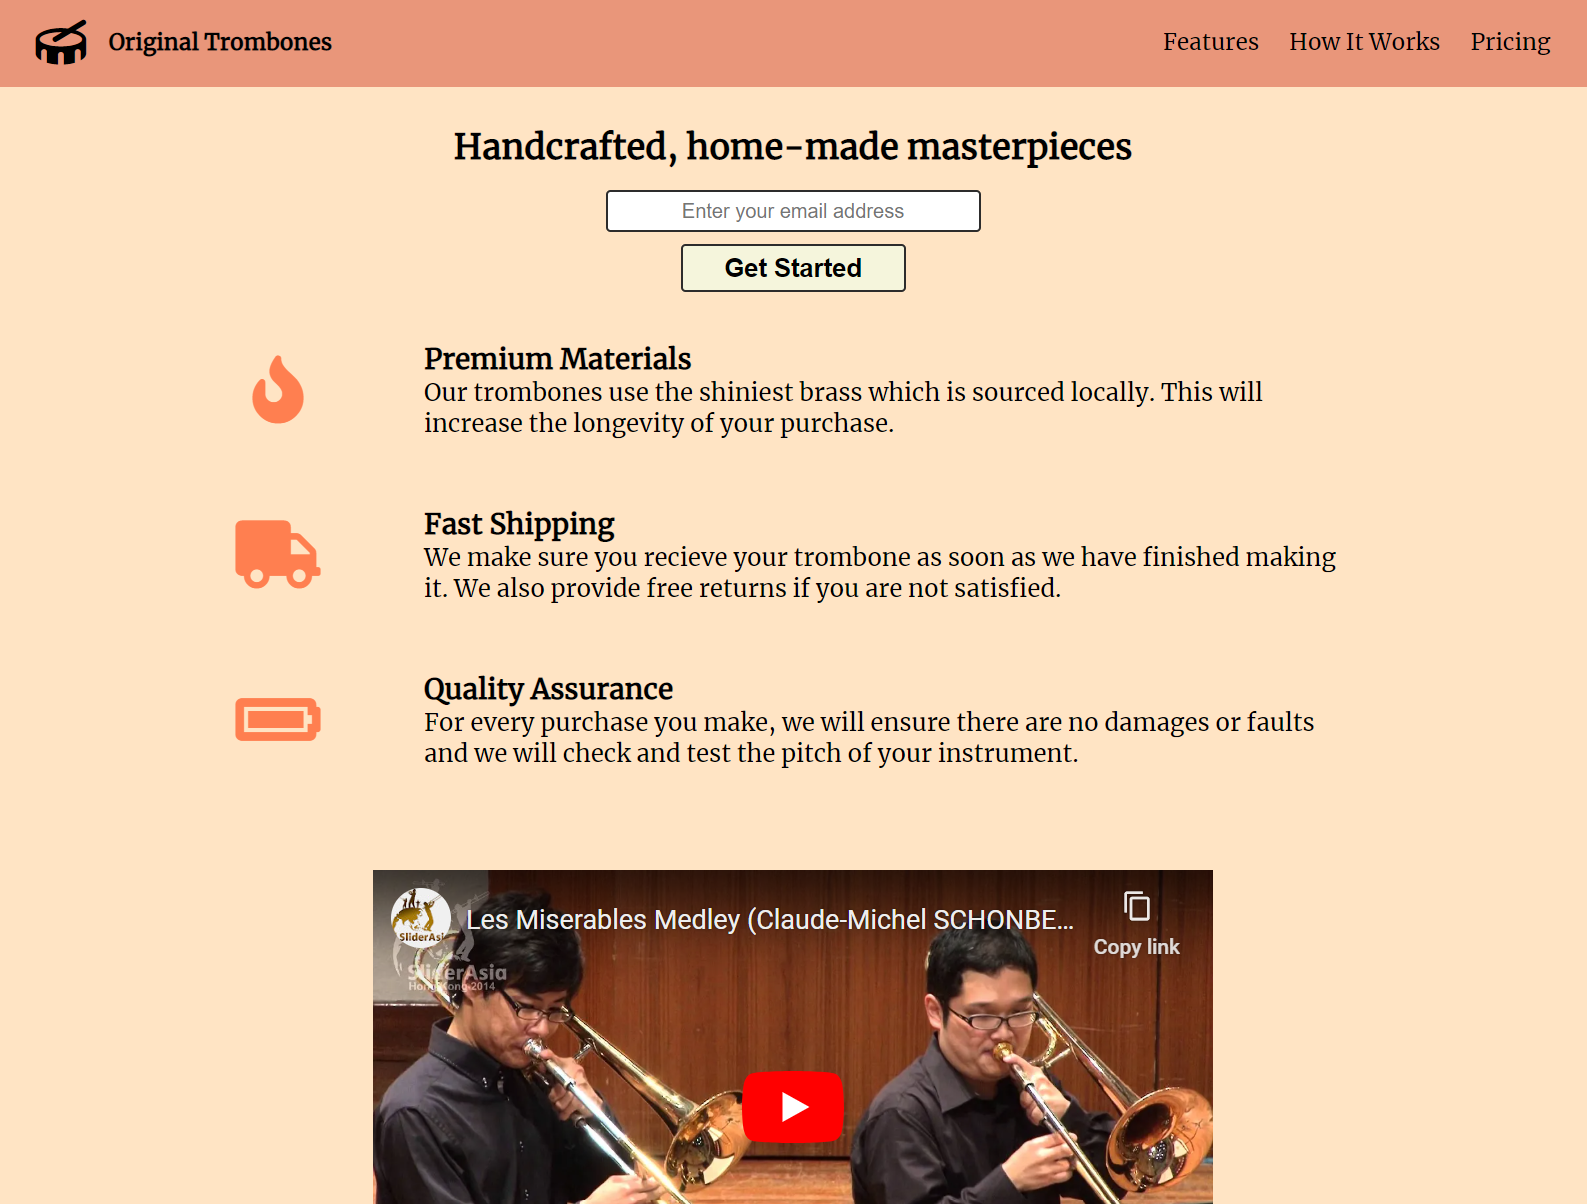 Original Trombones
Features
How It Works
Pricing
Handcrafted, home-made masterpieces
Enter your email address
Get Started
Premium Materials
Our trombones use the shiniest brass which is sourced locally. This will
increase the longevity of your purchase.
Fast Shipping
We make sure you recieve your trombone as soon as we have finished making
it. We also provide free returns if you are not satisfied.
Quality Assurance
For every purchase you make, we will ensure there are no damages or faults
and we will check and test the pitch of your instrument.
SliderAsi
Les Miserables Medley (Claude-Michel SCHONBE...
Copy link
SliderAsia
Hong Kong 2014